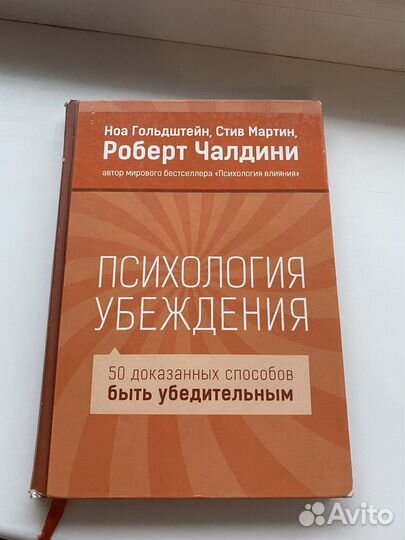 Ноа Гольдштейн, Стив Мартин,
Роберт Чалдини
автор мирового бестселлера «Психология влияния»
ПСИХОЛОГИЯ
УБЕЖДЕНИЯ
50 доказанных способов
быть убедительным
Avito